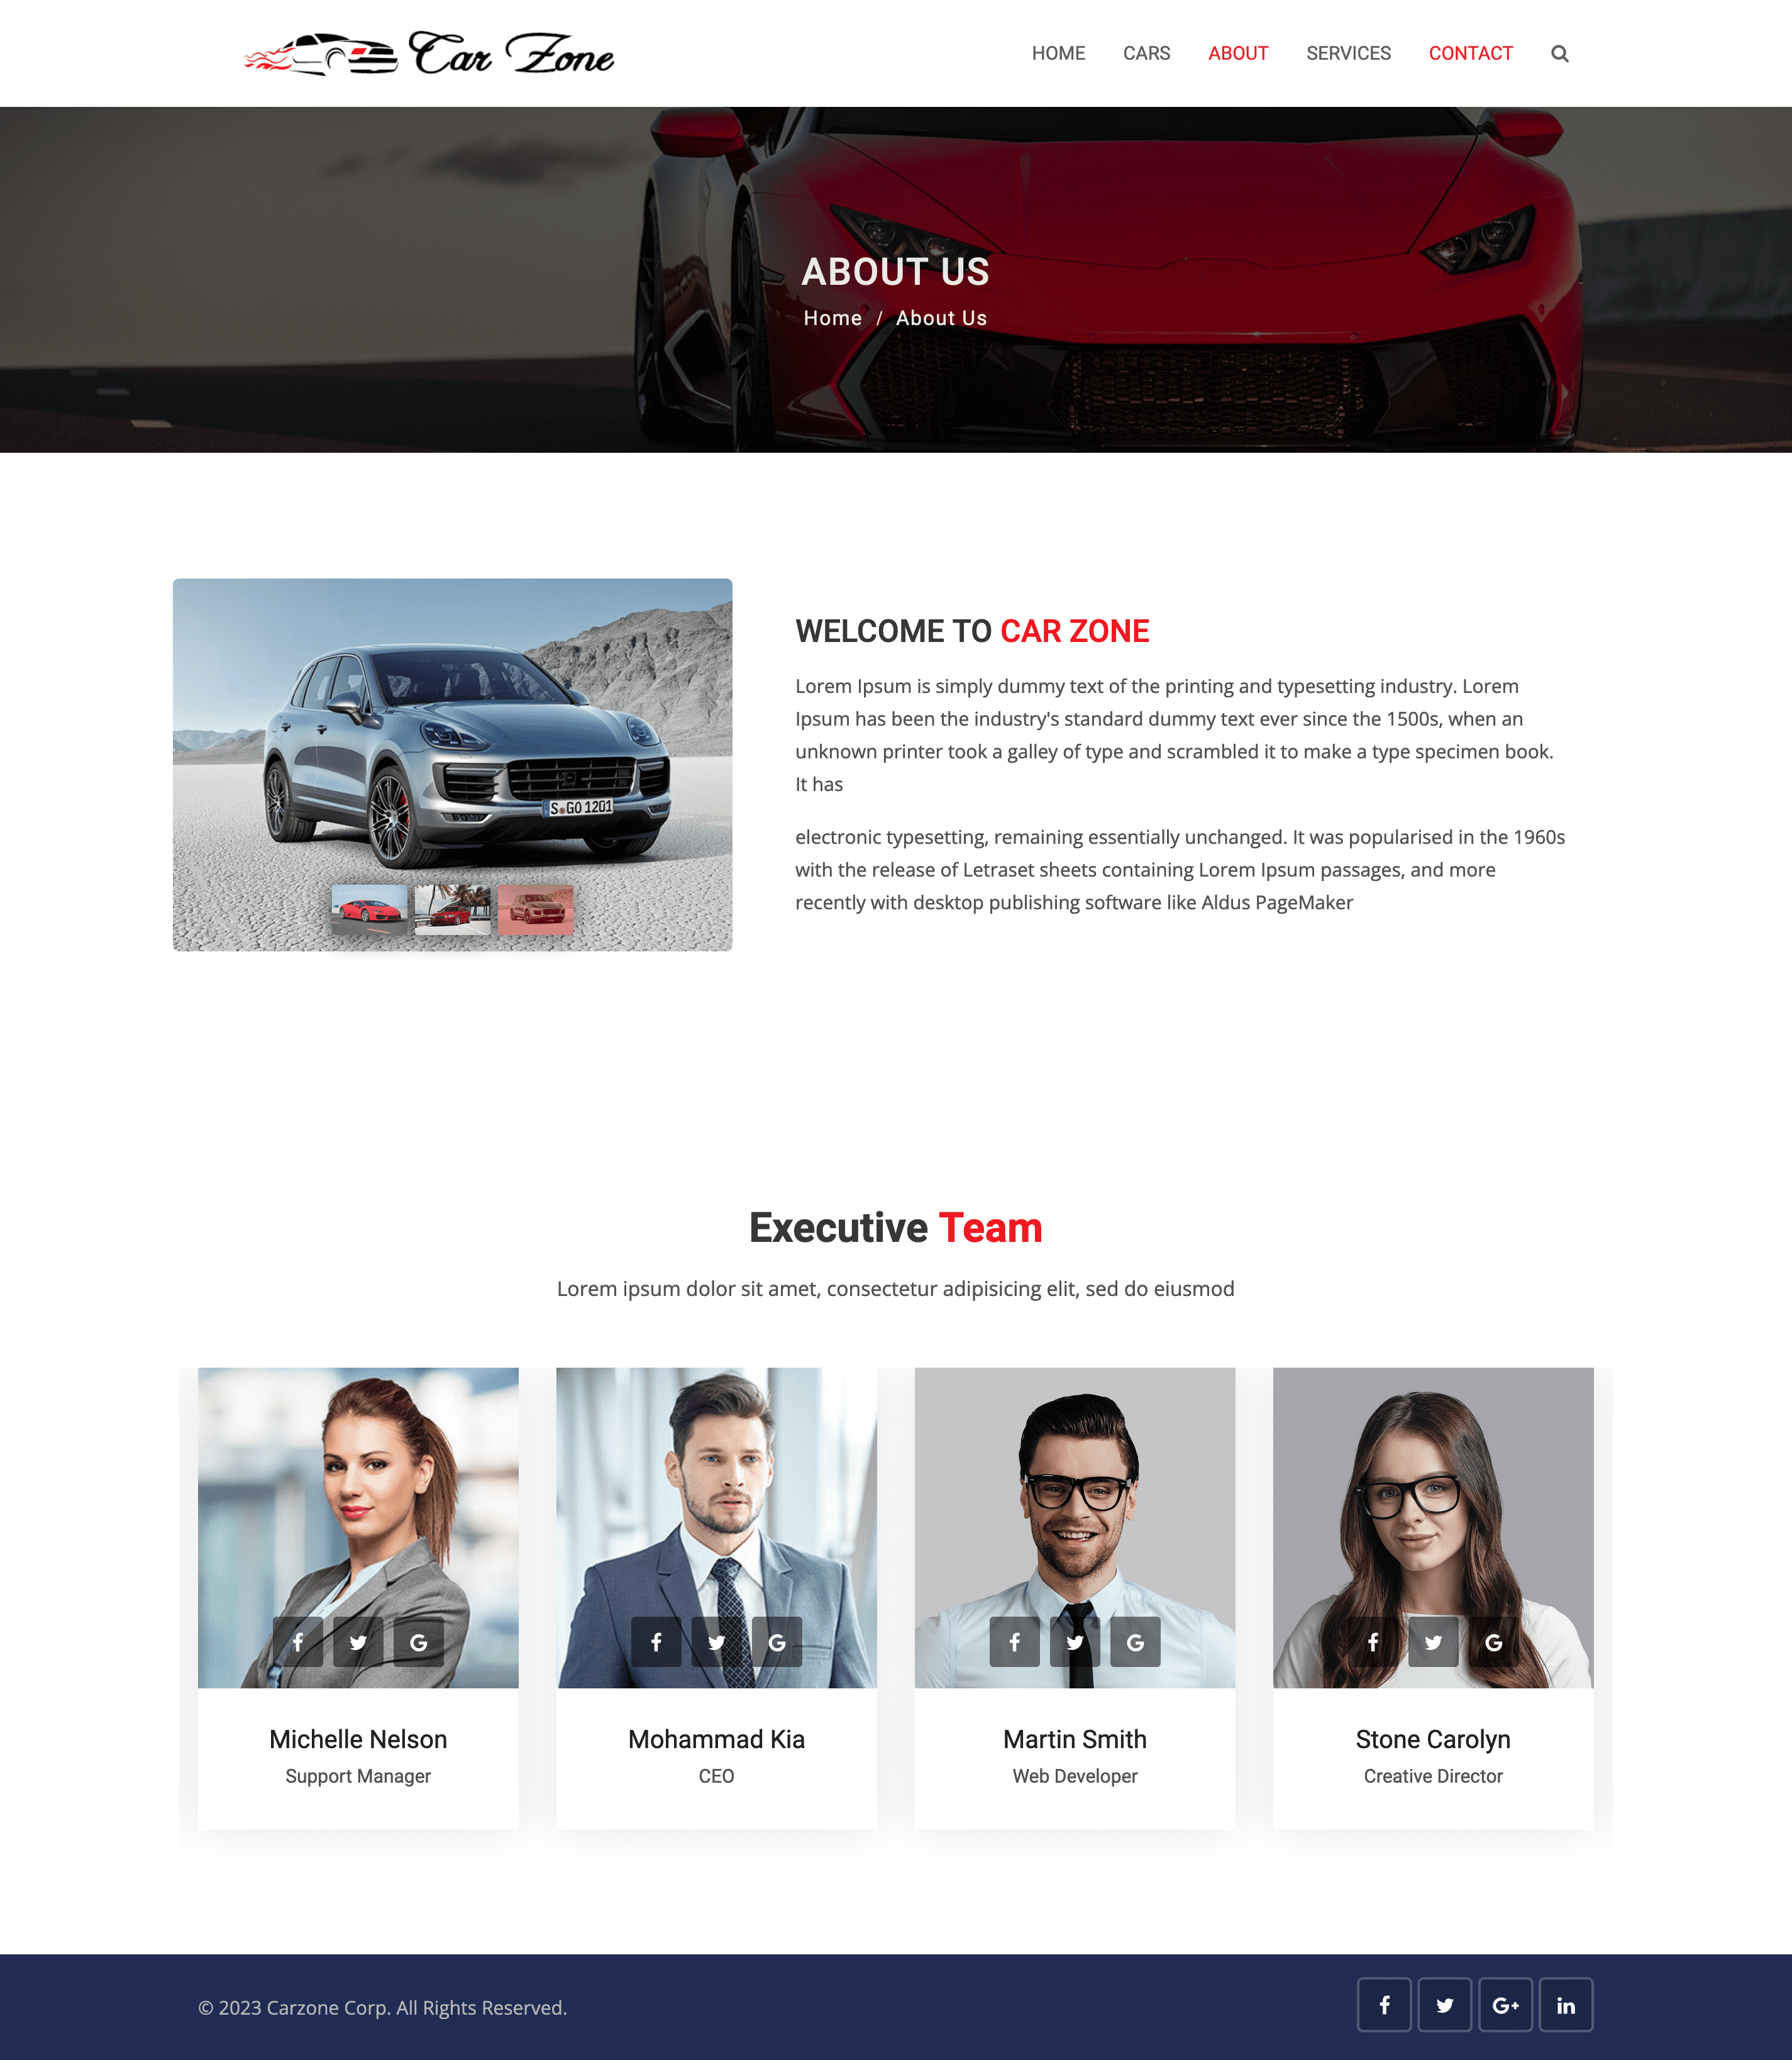 Car Zone
HOME CARS ABOUT SERVICES CONTACT
ABOUT US
Home / About Us
WELCOME TO CAR ZONE
Lorem Ipsum is simply dummy text of the printing and typesetting industry. Lorem
Ipsum has been the industry's standard dummy text ever since the 1500s, when an
unknown printer took a galley of type and scrambled it to make a type specimen book.
It has
electronic typesetting, remaining essentially unchanged. It was popularised in the 1960s
with the release of Letraset sheets containing Lorem Ipsum passages, and more
recently with desktop publishing software like Aldus PageMaker
S GO 1201
Executive Team
Lorem ipsum dolor sit amet, consectetur adipisicing elit, sed do eiusmod
Michelle Nelson
Support Manager
Mohammad Kia
CEO
Martin Smith
Web Developer
Stone Carolyn
Creative Director
© 2023 Carzone Corp. All Rights Reserved.